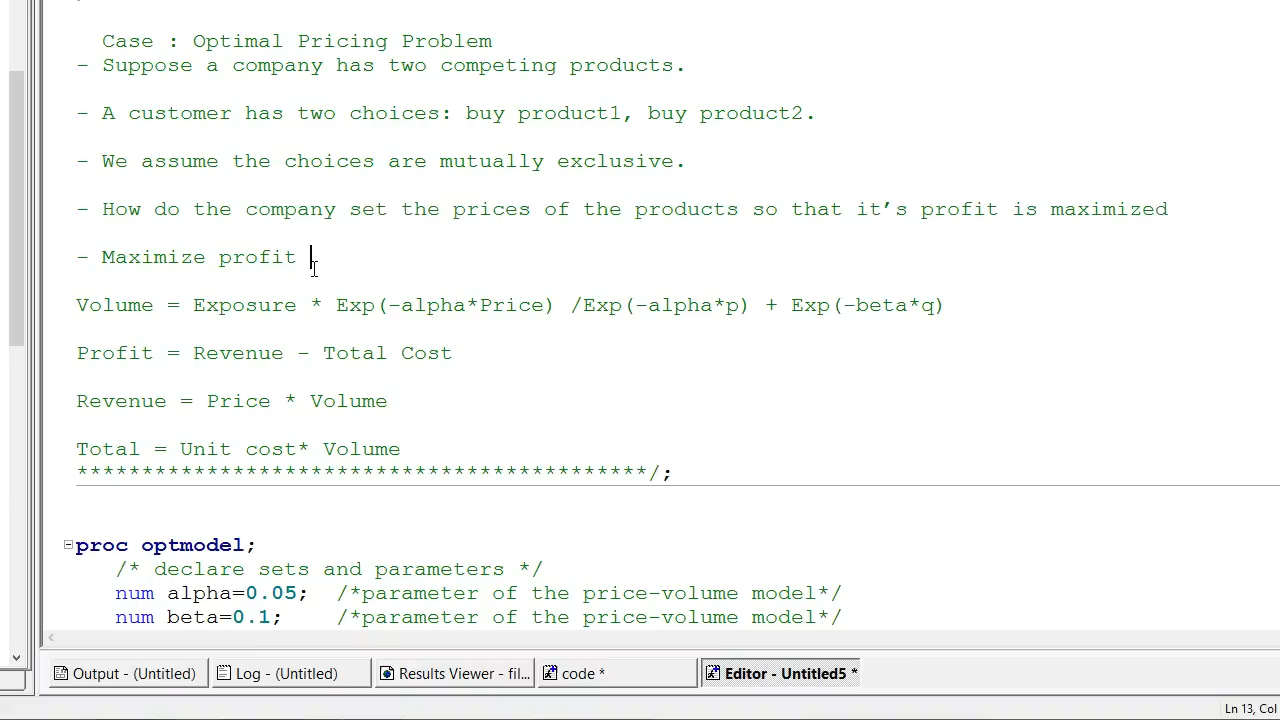 Case : Optimal Pricing Problem
- Suppose a company has two competing products.
- A customer has two choices: buy product1, buy product2.
- We assume the choices are mutually exclusive.
- How do the company set the prices of the products so that it’s profit is maximized
- Maximize profit
Volume = Exposure * Exp(-alpha*Price) /Exp(-alpha*p) + Exp(-beta*q)
Profit = Revenue - Total Cost
Revenue = Price * Volume
Total = Unit cost* Volume
********************************************/;
proc optmodel;
/* declare sets and parameters */
num alpha=0.05; /*parameter of the price-volume model*/
num beta=0.1; /*parameter of the price-volume model*/
Output - (Untitled) Log - (Untitled) Results Viewer - fil... code * Editor - Untitled5 *
Ln 13, Col